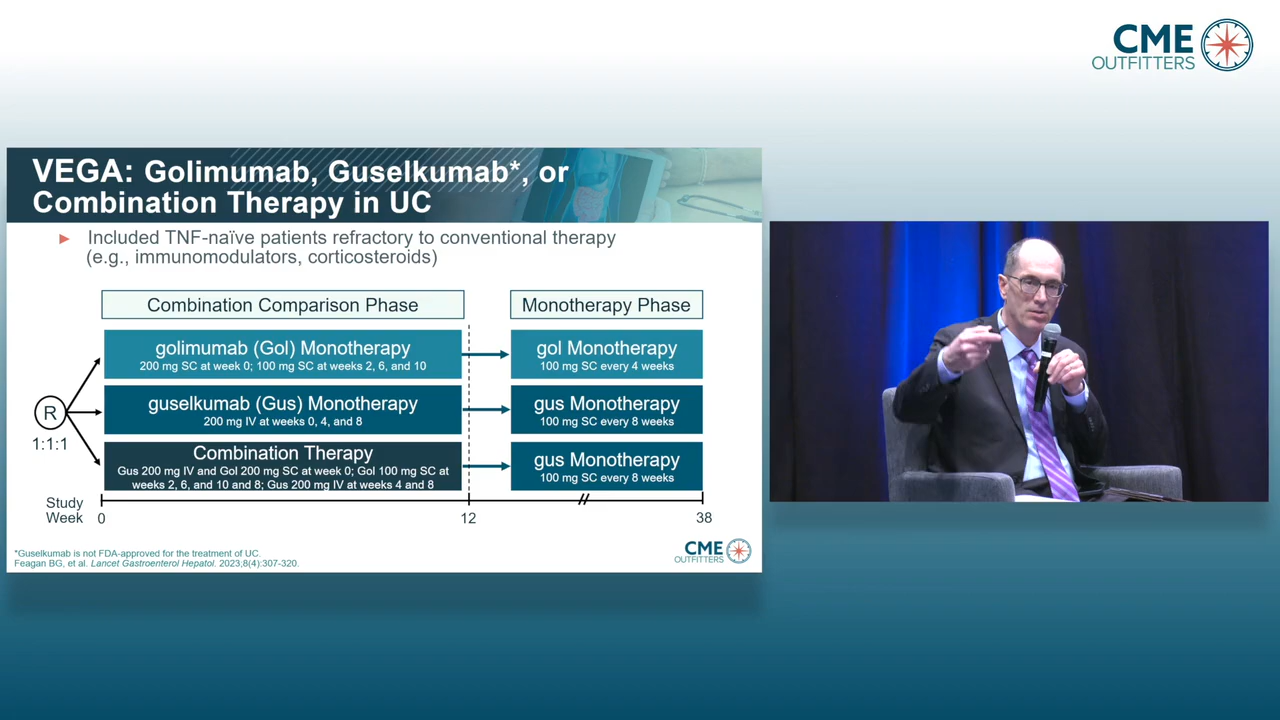 CME
OUTFITTERS
VEGA: Golimumab, Guselkumab*, or
Combination Therapy in UC
Included TNF-naïve patients refractory to conventional therapy
(e.g., immunomodulators, corticosteroids)
Combination Comparison Phase
Monotherapy Phase
golimumab (Gol) Monotherapy
200 mg SC at week 0; 100 mg SC at weeks 2, 6, and 10
gol Monotherapy
100 mg SC every 4 weeks
guselkumab (Gus) Monotherapy
200 mg IV at weeks 0, 4, and 8
gus Monotherapy
100 mg SC every 8 weeks
R
1:1:1
Combination Therapy
Gus 200 mg IV and Gol 200 mg SC at week 0; Gol 100 mg SC at
weeks 2, 6, and 10 and 8; Gus 200 mg IV at weeks 4 and 8
gus Monotherapy
100 mg SC every 8 weeks
Study
Week
0
12
38
*Guselkumab is not FDA-approved for the treatment of UC.
Feagan BG, et al. Lancet Gastroenterol Hepatol. 2023;8(4):307-320.
CME
OUTFITTERS